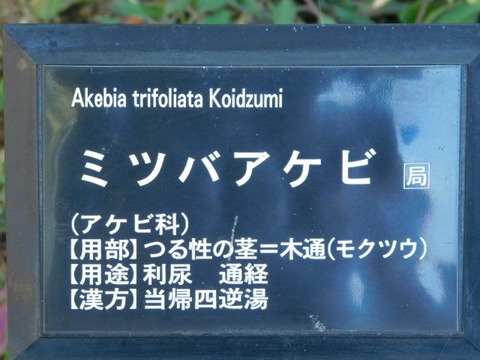 Akebia trifoliata Koidzumi
ミツバアケビ 局
(アケビ科)
【用部】つる性の茎=木通(モクツウ)
【用途】利尿　通経
【漢方】当帰四逆湯